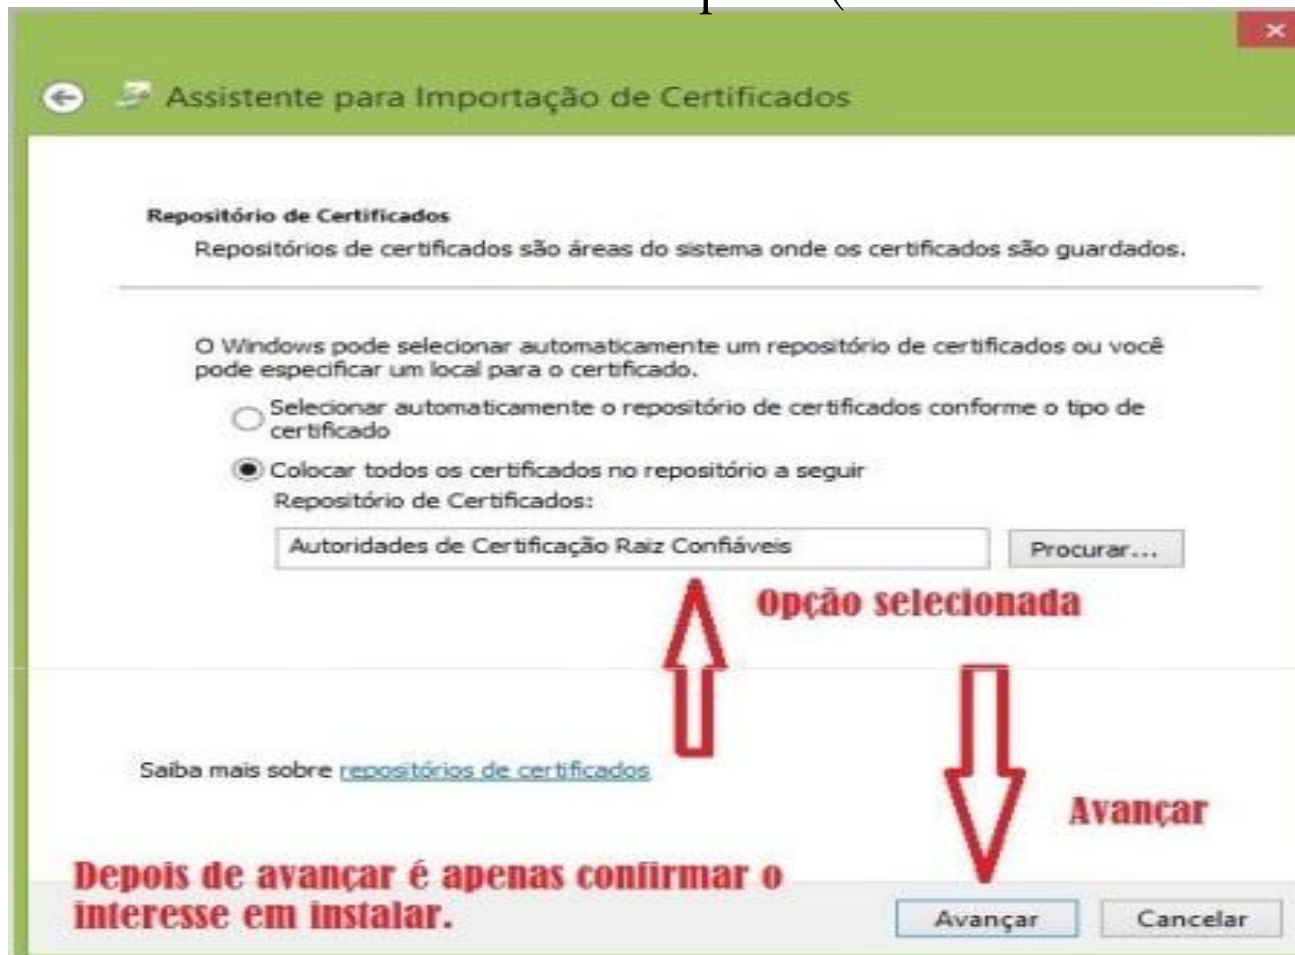 Assistente para Importação de Certificados
Repositório de Certificados
Repositórios de certificados são áreas do sistema onde os certificados são guardados.
O Windows pode selecionar automaticamente um repositório de certificados ou você
pode especificar um local para o certificado.
Selecionar automaticamente o repositório de certificados conforme o tipo de
certificado
Colocar todos os certificados no repositório a seguir
Repositório de Certificados:
Autoridades de Certificação Raiz Confiáveis
Procurar...
Opção selecionada
Saiba mais sobre repositórios de certificados
Avançar
Depois de avançar é apenas confirmar o
interesse em instalar.
Avançar
Cancelar